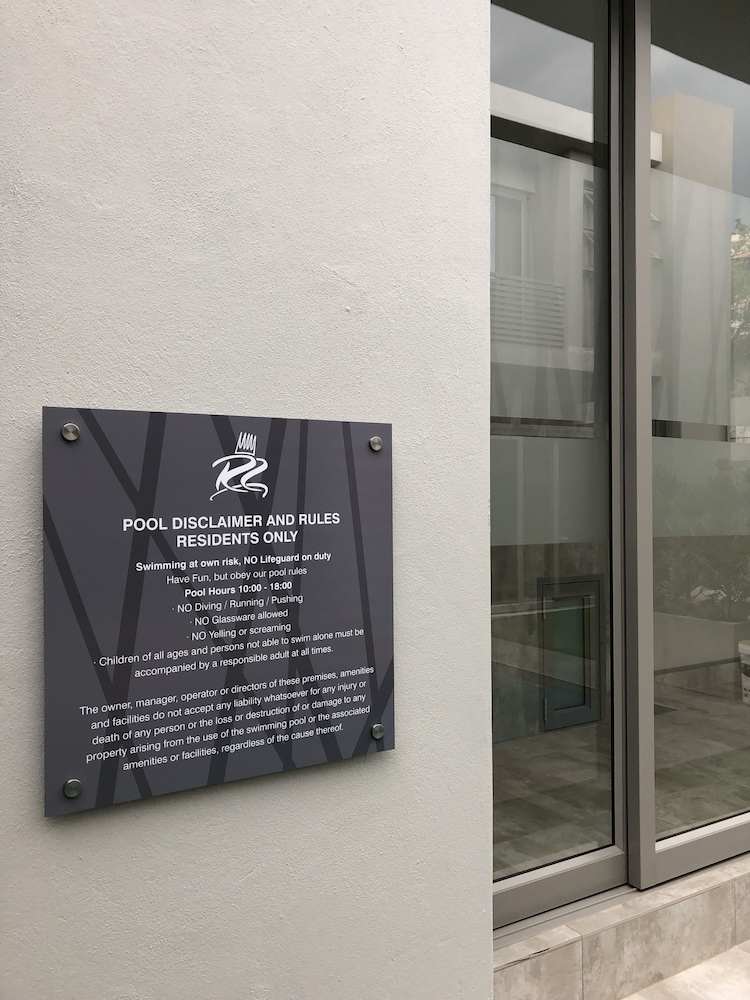 POOL DISCLAIMER AND RULES
RESIDENTS ONLY
Swimming at own risk, NO Lifeguard on duty
Have Fun, but obey our pool rules
Pool Hours 10:00 - 18:00
· NO Diving / Running / Pushing
· NO Glassware allowed
· NO Yelling or screaming
· Children of all ages and persons not able to swim alone must be
accompanied by a responsible adult at all times.
The owner, manager, operator or directors of these premises, amenities
and facilities do not accept any liability whatsoever for any injury or
death of any person or the loss or destruction of or damage to any
property arising from the use of the swimming pool or the associated
amenities or facilities, regardless of the cause thereof.